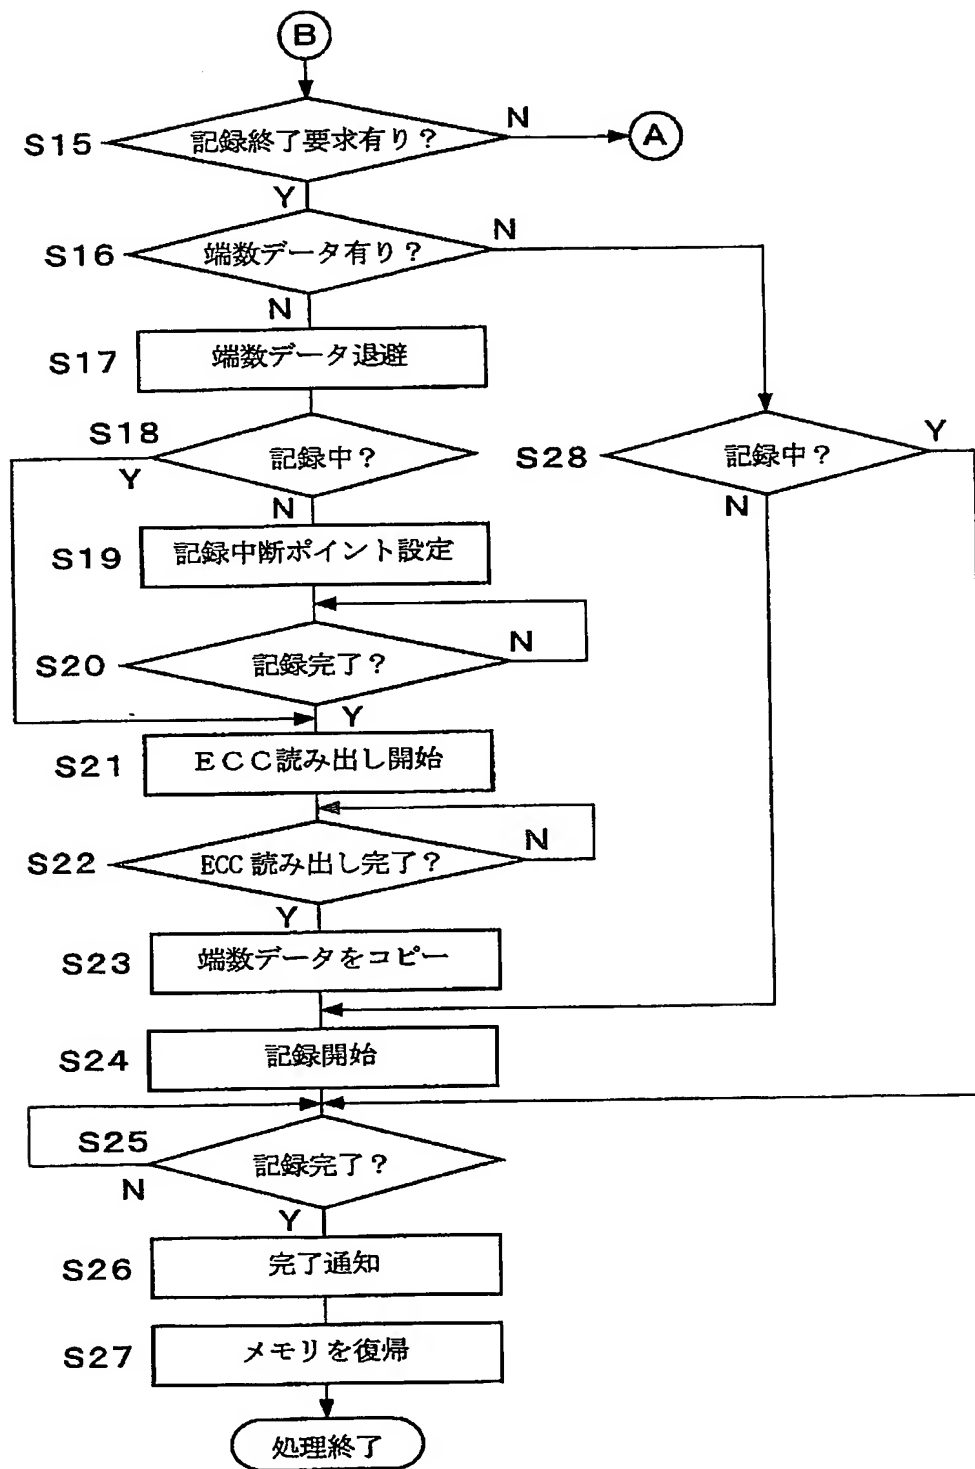 B
S15
記録終了要求有り？
N
A
Y
S16
端数データ有り？
N
N
S17
端数データ退避
S18
記録中？
Y
S28
記録中？
Y
N
N
S19
記録中断ポイント設定
S20
記録完了？
N
Y
S21
ＥＣＣ読み出し開始
S22
ECC 読み出し完了？
N
Y
S23
端数データをコピー
S24
記録開始
S25
記録完了？
N
Y
S26
完了通知
S27
メモリを復帰
処理終了